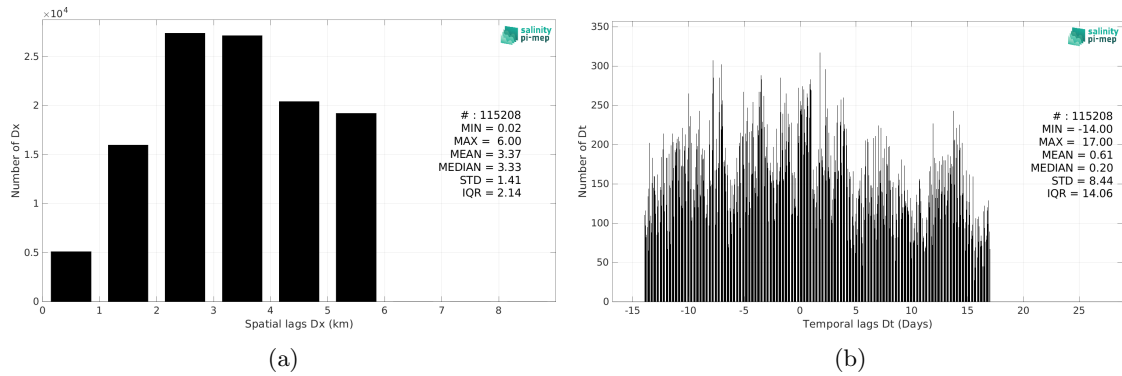 ×10⁴
2.5
2
1.5
1
0.5
0
0 1 2 3 4 5 6 7 8
Number of Dx
Spatial lags Dx (km)
salinity
pi-mep
# : 115208
MIN = 0.02
MAX = 6.00
MEAN = 3.37
MEDIAN = 3.33
STD = 1.41
IQR = 2.14
(a)
350
300
250
200
150
100
50
0
-15 -10 -5 0 5 10 15 20 25
Number of Dt
Temporal lags Dt (Days)
salinity
pi-mep
# : 115208
MIN = -14.00
MAX = 17.00
MEAN = 0.61
MEDIAN = 0.20
STD = 8.44
IQR = 14.06
(b)